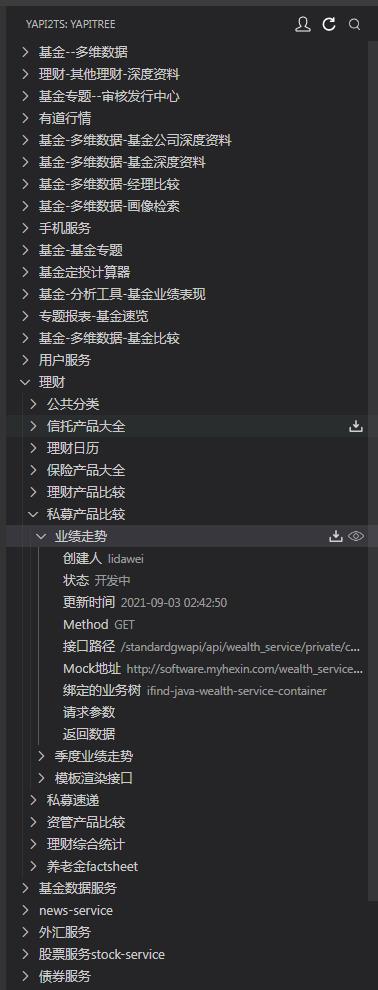 YAPI2TS: YAPITREE
基金--多维数据
理财-其他理财-深度资料
基金专题--审核发行中心
有道行情
基金-多维数据-基金公司深度资料
基金-多维数据-基金深度资料
基金-多维数据-经理比较
基金-多维数据-画像检索
手机服务
基金-基金专题
基金定投计算器
基金-分析工具-基金业绩表现
专题报表-基金速览
基金-多维数据-基金比较
用户服务
理财
公共分类
信托产品大全
理财日历
保险产品大全
理财产品比较
私募产品比较
业绩走势
创建人 lidawei
状态 开发中
更新时间 2021-09-03 02:42:50
Method GET
接口路径 /standardgwapi/api/wealth_service/private/c...
Mock地址 http://software.myhexin.com/wealth_service...
绑定的业务树 ifind-java-wealth-service-container
请求参数
返回数据
季度业绩走势
模板渲染接口
私募速递
资管产品比较
理财综合统计
养老金factsheet
基金数据服务
news-service
外汇服务
股票服务stock-service
债券服务